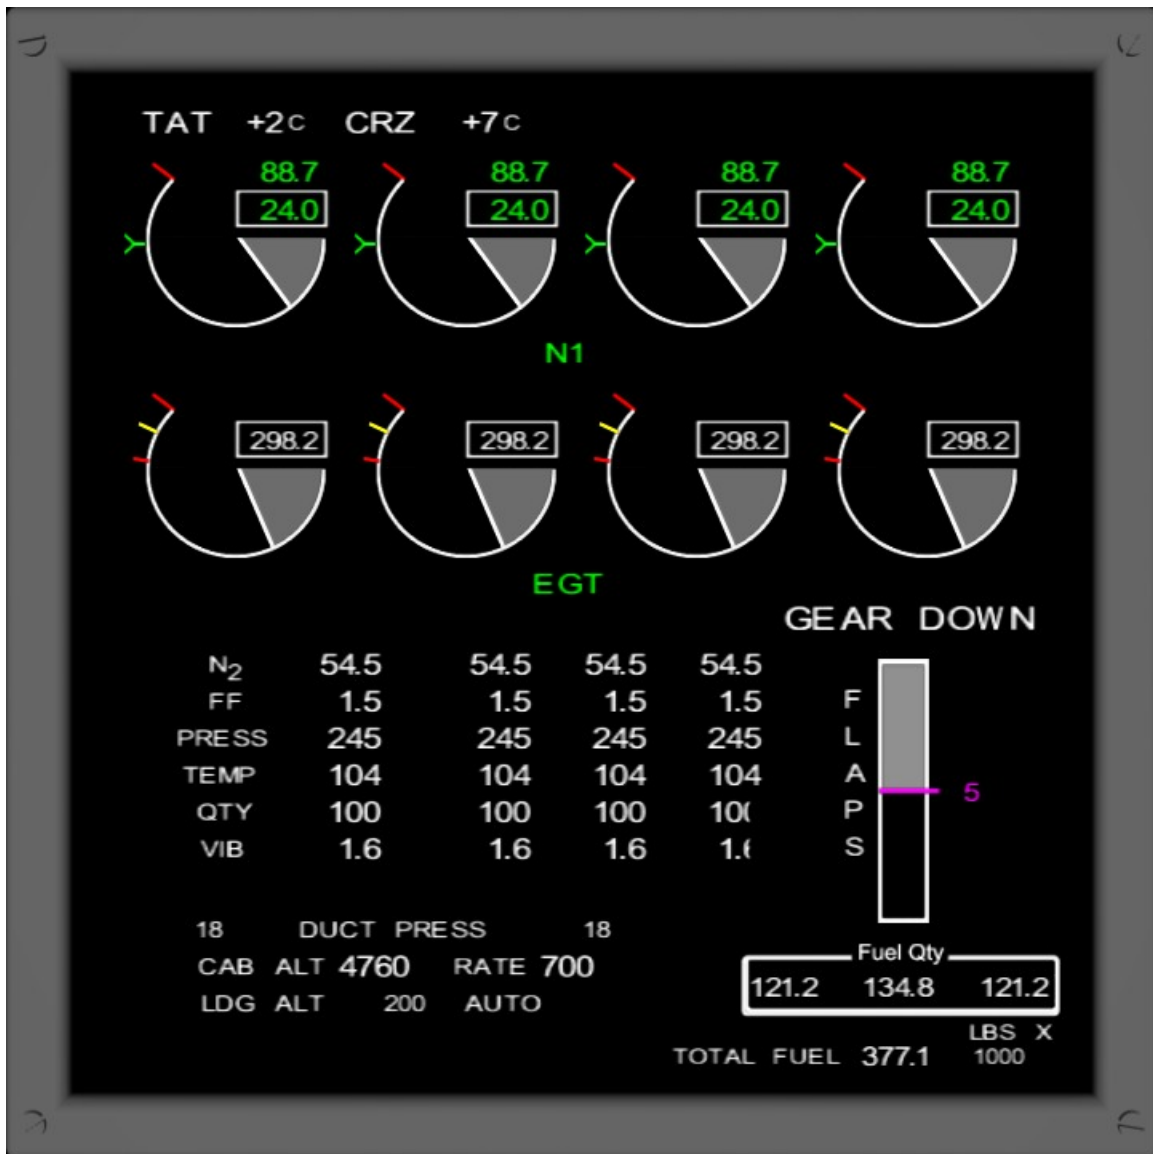 TAT +2c CRZ +7c
88.7 88.7 88.7 88.7
24.0 24.0 24.0 24.0
N1
298.2 298.2 298.2 298.2
EGT
GEAR DOWN
N2 54.5 54.5 54.5 54.5
FF 1.5 1.5 1.5 1.5
PRESS 245 245 245 245
TEMP 104 104 104 104
QTY 100 100 100
VIB 1.6 1.6 1.6
FLAPS
5
18 DUCT PRESS 18
CAB ALT 4760 RATE 700
LDG ALT 200 AUTO
Fuel Qty
121.2 134.8 121.2
LBS X
TOTAL FUEL 377.1 1000